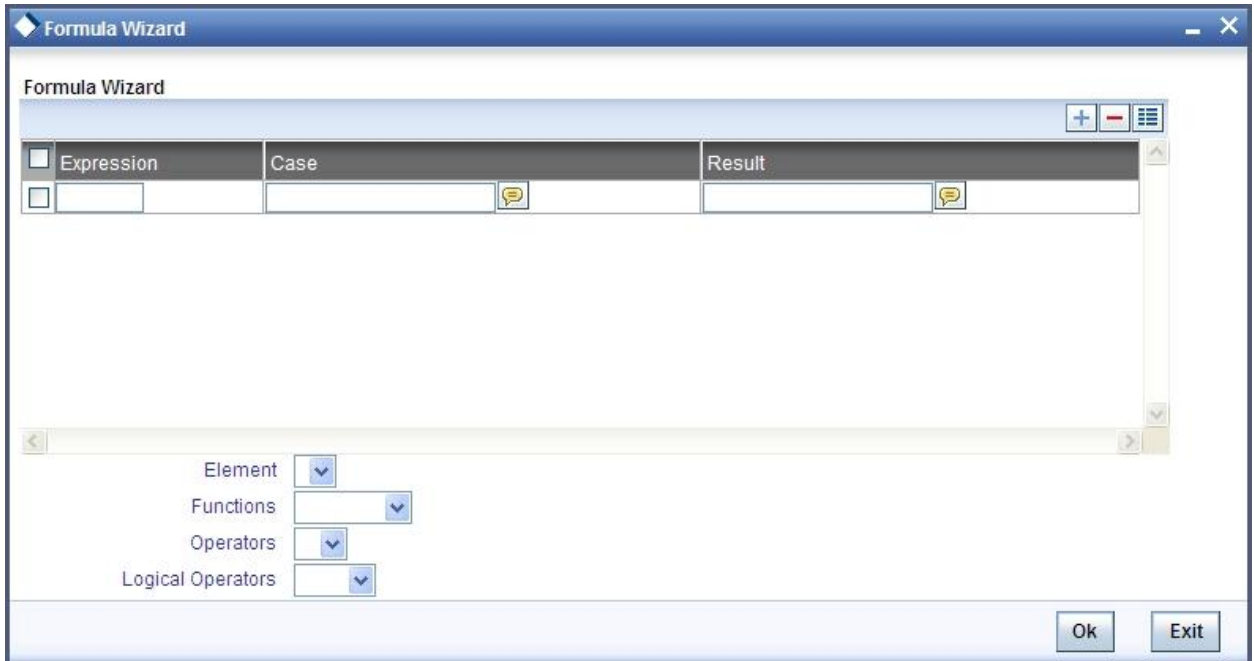 Formula Wizard
Formula Wizard
Expression Case Result
Element
Functions
Operators
Logical Operators
Ok Exit